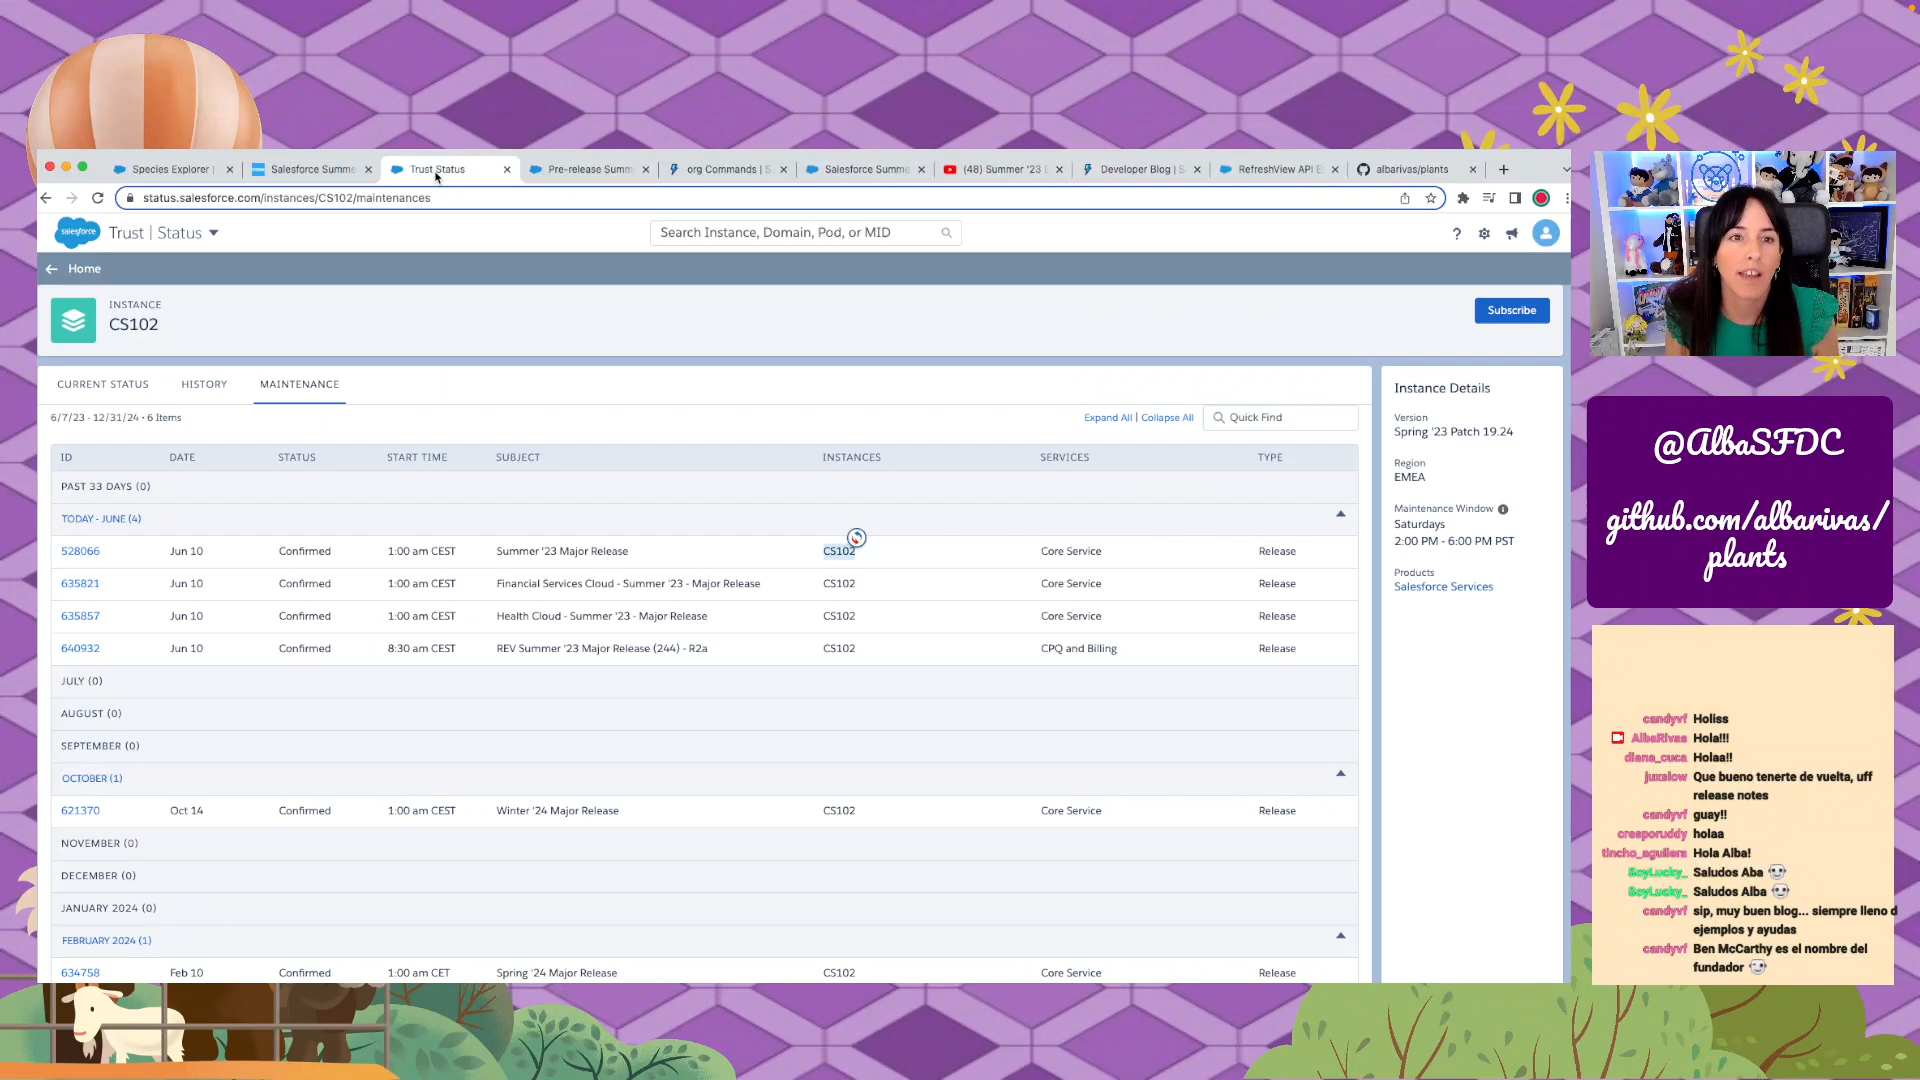 Species Explorer |
Salesforce Summe
Trust Status
Pre-release Summ
org Commands | S
Salesforce Summe
(48) Summer '23
Developer Blog | Sa
RefreshView API E
albarivas/plants
status.salesforce.com/instances/CS102/maintenances
salesforce
Trust | Status
Search Instance, Domain, Pod, or MID
Home
INSTANCE
CS102
Subscribe
CURRENT STATUS
HISTORY
MAINTENANCE
6/7/23 - 12/31/24 • 6 Items
Expand All | Collapse All
Quick Find
ID DATE STATUS START TIME SUBJECT INSTANCES SERVICES TYPE
PAST 33 DAYS (0)
TODAY - JUNE (4)
528066 Jun 10 Confirmed 1:00 am CEST Summer '23 Major Release CS102 Core Service Release
635821 Jun 10 Confirmed 1:00 am CEST Financial Services Cloud - Summer '23 - Major Release CS102 Core Service Release
635857 Jun 10 Confirmed 1:00 am CEST Health Cloud - Summer '23 - Major Release CS102 Core Service Release
640932 Jun 10 Confirmed 8:30 am CEST REV Summer '23 Major Release (244) - R2a CS102 CPQ and Billing Release
JULY (0)
AUGUST (0)
SEPTEMBER (0)
OCTOBER (1)
621370 Oct 14 Confirmed 1:00 am CEST Winter '24 Major Release CS102 Core Service Release
NOVEMBER (0)
DECEMBER (0)
JANUARY 2024 (0)
FEBRUARY 2024 (1)
634758 Feb 10 Confirmed 1:00 am CET Spring '24 Major Release CS102 Core Service Release
Instance Details
Version
Spring '23 Patch 19.24
Region
EMEA
Maintenance Window
Saturdays
2:00 PM - 6:00 PM PST
Products
Salesforce Services
@AlbaSFDC
github.com/albarivas/
plants
candyvf Holiss
AlbaRivas Hola!!!
diana_cuca Holaa!!
juxslow Que bueno tenerte de vuelta, uff
release notes
candyvf guay!!
cresporuddy holaa
tincho_aguilera Hola Alba!
SoyLucky_ Saludos Aba
SoyLucky_ Saludos Alba
candyvf sip, muy buen blog... siempre lleno d
ejemplos y ayudas
candyvf Ben McCarthy es el nombre del
fundador